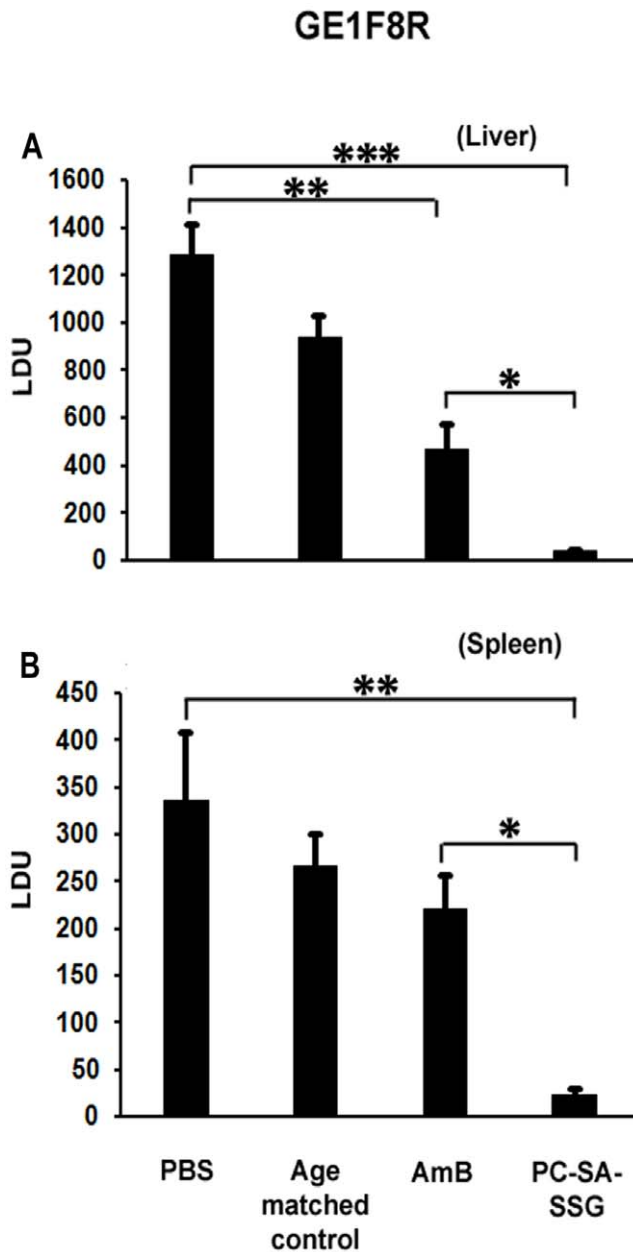 GE1F8R
A
(Liver)
***
**
*
LDU
1600
1400
1200
1000
800
600
400
200
0
B
(Spleen)
**
*
LDU
450
400
350
300
250
200
150
100
50
0
PBS
Age
matched
control
AmB
PC-SA-
SSG